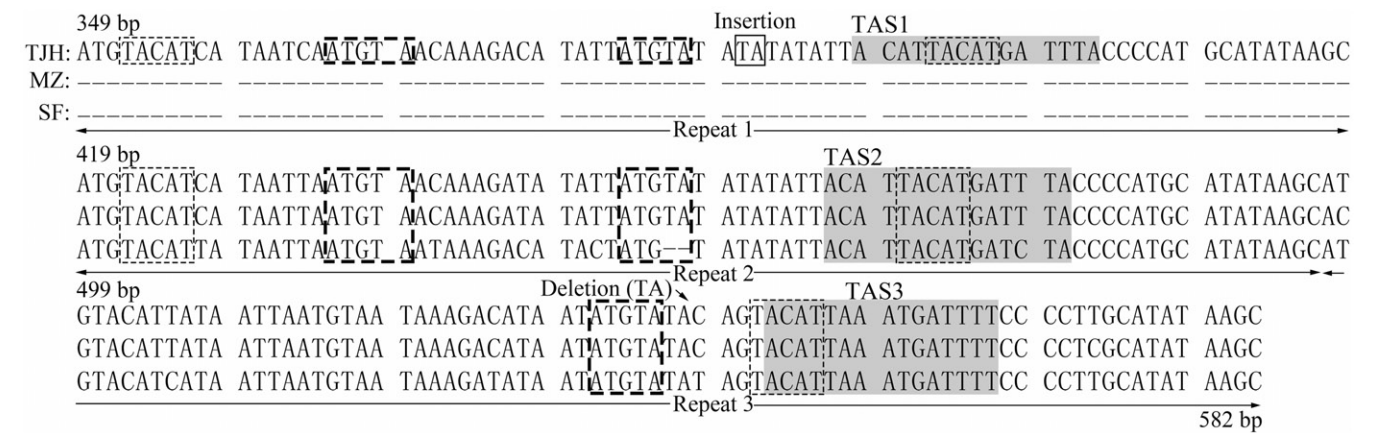 349 bp Insertion TAS1
TJH: ATGTACATCA TAATCAATGT AACAAAGACA TATTATGTAT ATATATATTA CATTACATGA TTTACCCCAT GCATATAAGC
MZ: ---------- ---------- ---------- ---------- ---------- ---------- ---------- ----------
SF: ---------- ---------- ---------- ---------- ---------- ---------- ---------- ----------
Repeat 1
419 bp TAS2
ATGTACATCA TAATTAATGT AACAAAGATA TATTATGTAT ATATATTACA TTACATGATT TACCCCATGC ATATAAGCAT
ATGTACATCA TAATTAATGT AACAAAGATA TATTATGTAT ATATATTACA TTACATGATT TACCCCATGC ATATAAGCAC
ATGTACATTA TAATTAATGT AATAAAGACA TACTATG--T ATATATTACA TTACATGATC TACCCCATGC ATATAAGCAT
Repeat 2
499 bp Deletion (TA) TAS3
GTACATTATA ATTAATGTAA TAAAGACATA ATATGTATAC AGTACATTAA ATGATTTTCC CCTTGCATAT AAGC
GTACATTATA ATTAATGTAA TAAAGACATA ATATGTATAC AGTACATTAA ATGATTTTCC CCTCGCATAT AAGC
GTACATCATA ATTAATGTAA TAAAGATATA ATATGTATAT AGTACATTAA ATGATTTTCC CCTTGCATAT AAGC
Repeat 3
582 bp